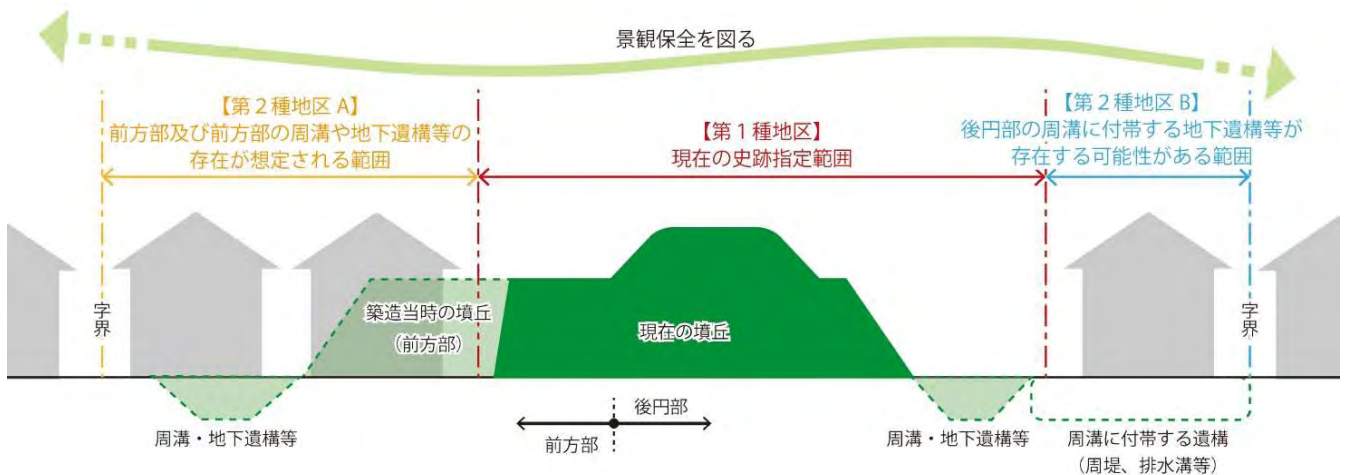 景観保全を図る
【第２種地区 A】
前方部及び前方部の周溝や地下遺構等の
存在が想定される範囲
【第１種地区】
現在の史跡指定範囲
【第２種地区 B】
後円部の周溝に付帯する地下遺構等が
存在する可能性がある範囲
字界
築造当時の墳丘
（前方部）
現在の墳丘
字界
周溝・地下遺構等
前方部
後円部
周溝・地下遺構等
周溝に付帯する遺構
（周堤、排水溝等）